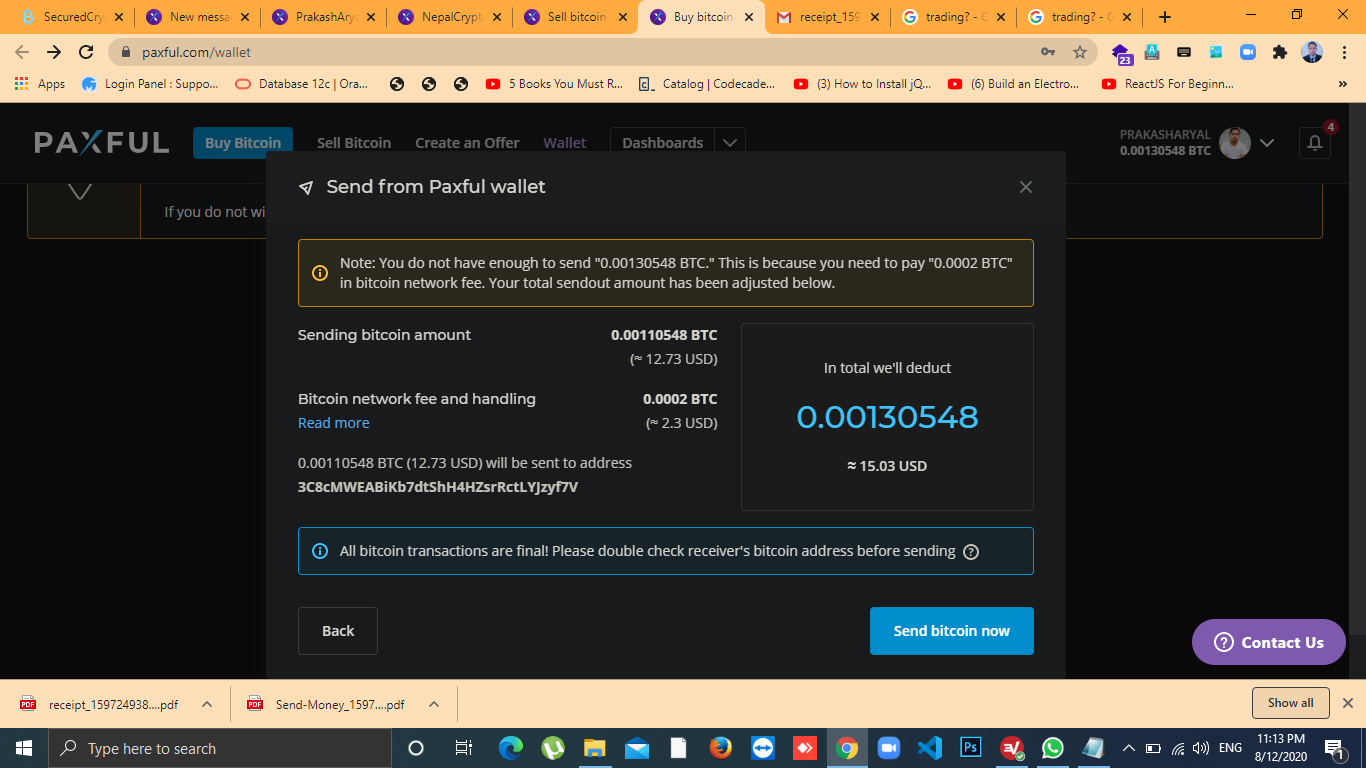 SecuredCry
New messa
PrakashArya
NepalCrypt
Sell bitcoin
Buy bitcoin
receipt_159
trading? - G
trading? - G
paxful.com/wallet
23
Apps
Login Panel : Suppo...
Database 12c | Ora...
5 Books You Must R...
Catalog | Codecade...
(3) How to Install jQ...
(6) Build an Electro...
ReactJS For Beginn...
PAXFUL
Buy Bitcoin
Sell Bitcoin
Create an Offer
Wallet
Dashboards
PRAKASHARYAL
0.00130548 BTC
4
If you do not wi
Send from Paxful wallet
Note: You do not have enough to send "0.00130548 BTC." This is because you need to pay "0.0002 BTC"
in bitcoin network fee. Your total sendout amount has been adjusted below.
Sending bitcoin amount
0.00110548 BTC
(≈ 12.73 USD)
Bitcoin network fee and handling
0.0002 BTC
Read more
(≈ 2.3 USD)
0.00110548 BTC (12.73 USD) will be sent to address
3C8cMWEABiKb7dtShH4HZsrRctLYJzyf7V
In total we'll deduct
0.00130548
≈ 15.03 USD
All bitcoin transactions are final! Please double check receiver's bitcoin address before sending
Back
Send bitcoin now
Contact Us
receipt_159724938....pdf
Send-Money_1597....pdf
Show all
Type here to search
Ps
ENG
11:13 PM
8/12/2020
1